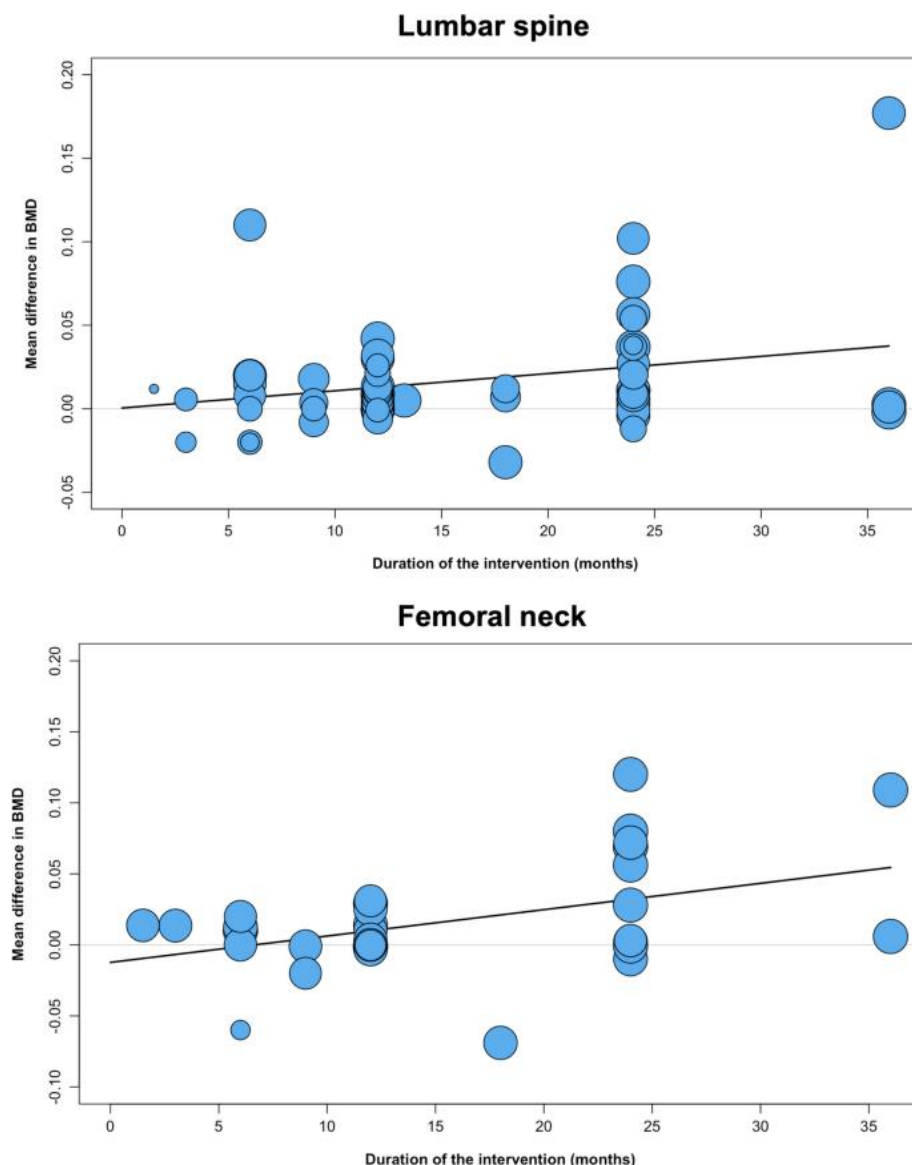 Lumbar spine
0.20
0.15
0.10
0.05
0.00
-0.05
Mean difference in BMD
0 5 10 15 20 25 30 35
Duration of the intervention (months)
Femoral neck
0.20
0.15
0.10
0.05
0.00
-0.05
-0.10
Mean difference in BMD
0 5 10 15 20 25 30 35
Duration of the intervention (months)